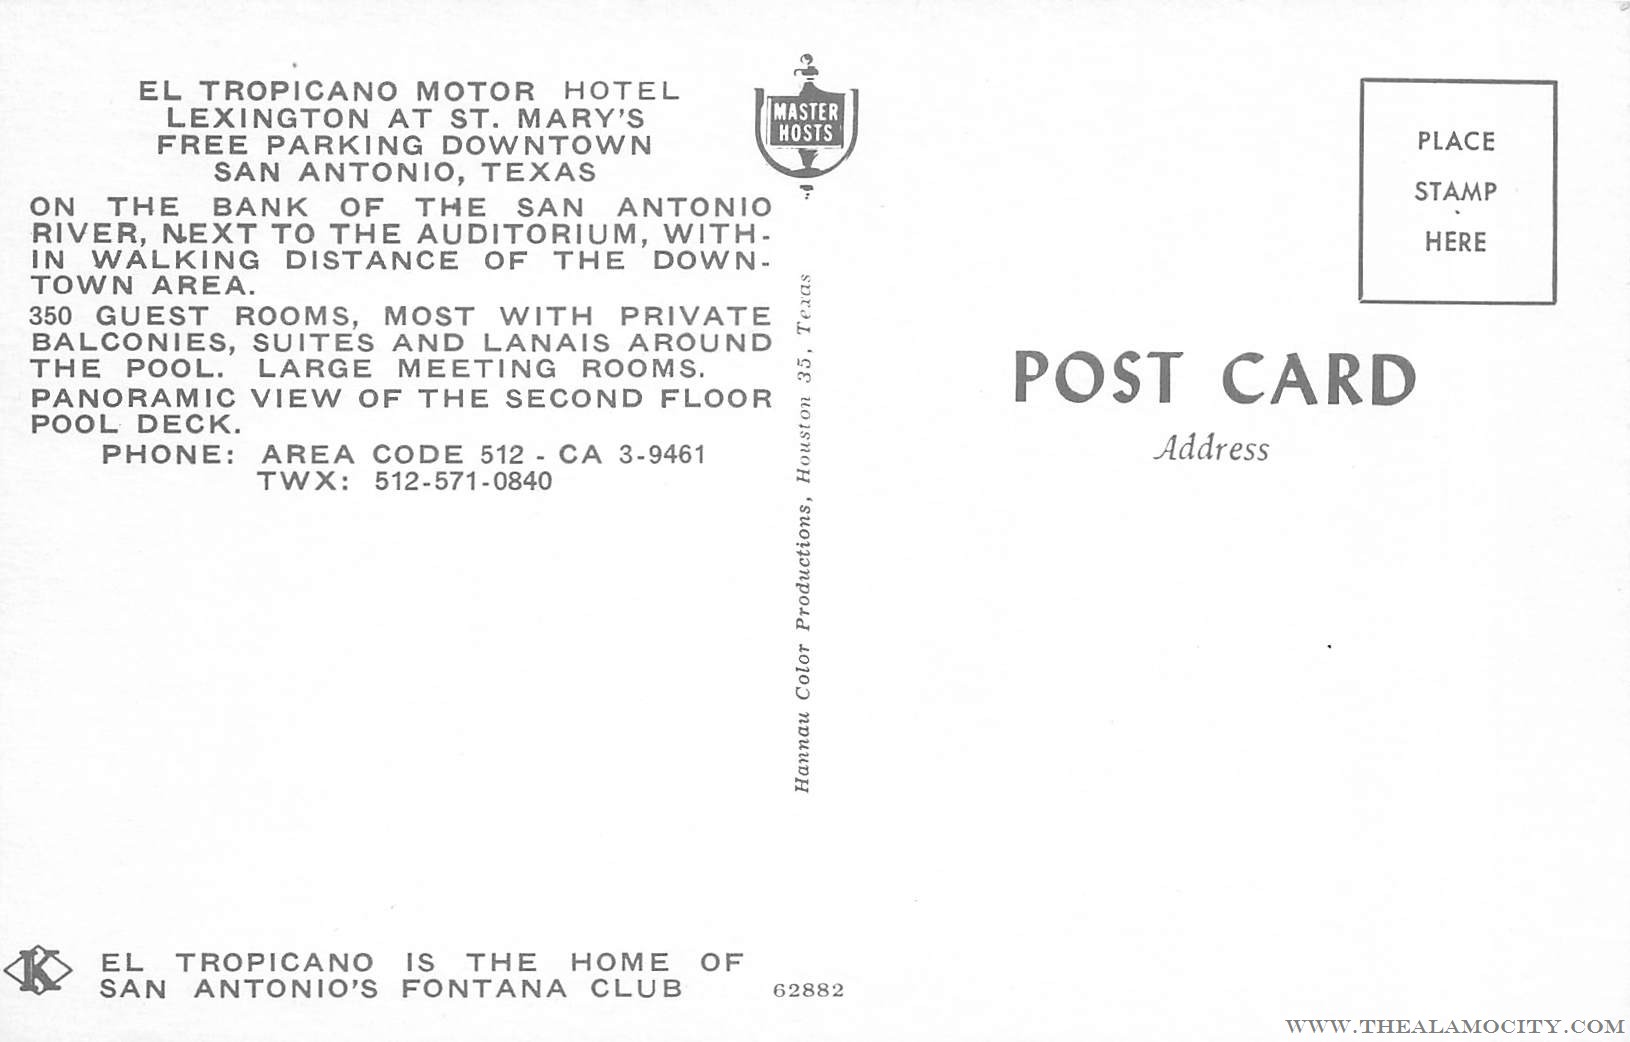 EL TROPICANO MOTOR HOTEL
LEXINGTON AT ST. MARY'S
FREE PARKING DOWNTOWN
SAN ANTONIO, TEXAS
ON THE BANK OF THE SAN ANTONIO
RIVER, NEXT TO THE AUDITORIUM, WITH-
IN WALKING DISTANCE OF THE DOWN-
TOWN AREA.
350 GUEST ROOMS, MOST WITH PRIVATE
BALCONIES, SUITES AND LANAIS AROUND
THE POOL. LARGE MEETING ROOMS.
PANORAMIC VIEW OF THE SECOND FLOOR
POOL DECK.
PHONE: AREA CODE 512 - CA 3-9461
TWX: 512-571-0840
K
EL TROPICANO IS THE HOME OF
SAN ANTONIO'S FONTANA CLUB
62882
MASTER
HOSTS
Hannau Color Productions, Houston 35, Texas
PLACE
STAMP
HERE
POST CARD
Address
WWW.THEALAMOCITY.COM